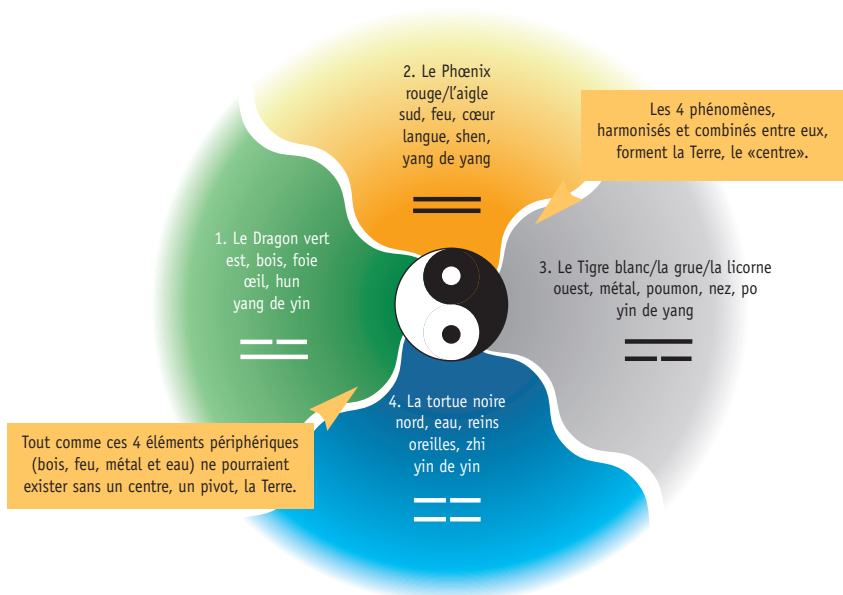 2. Le Phœnix
rouge/l'aigle
sud, feu, cœur
langue, shen,
yang de yang
Les 4 phénomènes,
harmonisés et combinés entre eux,
forment la Terre, le «centre».
1. Le Dragon vert
est, bois, foie
œil, hun
yang de yin
3. Le Tigre blanc/la grue/la licorne
ouest, métal, poumon, nez, po
yin de yang
4. La tortue noire
nord, eau, reins
oreilles, zhi
yin de yin
Tout comme ces 4 éléments périphériques
(bois, feu, métal et eau) ne pourraient
exister sans un centre, un pivot, la Terre.